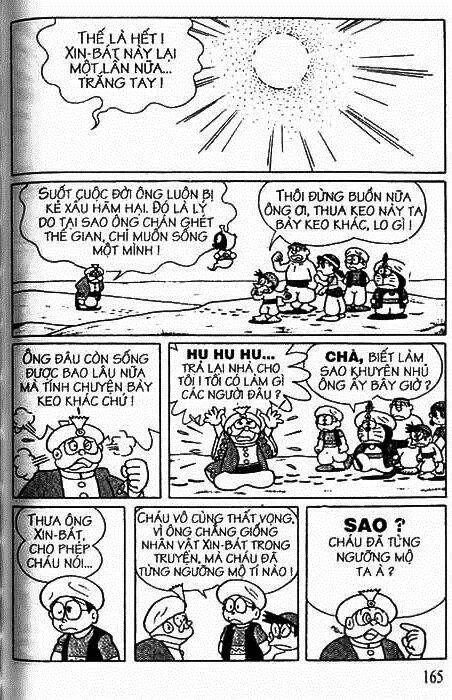 THẾ LÀ HẾT !
XIN-BÁT NÀY LẠI
MỘT LẦN NỮA...
TRẮNG TAY !
SUỐT CUỘC ĐỜI ÔNG LUÔN BỊ
KẺ XẤU HÃM HẠI. ĐÓ LÀ LÝ
DO TẠI SAO ÔNG CHÁN GHÉT
THẾ GIAN, CHỈ MUỐN SỐNG
MỘT MÌNH !
THÔI ĐỪNG BUỒN NỮA
ÔNG ƠI, THUA KEO NÀY TA
BÀY KEO KHÁC, LO GÌ !
ÔNG ĐÂU CÒN SỐNG
ĐƯỢC BAO LÂU NỮA
MÀ TÍNH CHUYỆN BÀY
KEO KHÁC CHỨ !
HU HU HU...
TRẢ LẠI NHÀ CHO
TÔI ! TÔI CÓ LÀM GÌ
CÁC NGƯỜI ĐÂU ?
CHÀ, BIẾT LÀM
SAO KHUYÊN NHỦ
ÔNG ẤY BÂY GIỜ ?
THƯA ÔNG
XIN-BÁT,
CHO PHÉP
CHÁU NÓI...
CHÁU VÔ CÙNG THẤT VỌNG,
VÌ ÔNG CHẲNG GIỐNG
NHÂN VẬT XIN-BÁT TRONG
TRUYỆN, MÀ CHÁU ĐÃ
TỪNG NGƯỠNG MỘ TÍ NÀO !
SAO ?
CHÁU ĐÃ TỪNG
NGƯỠNG MỘ
TA À ?
165